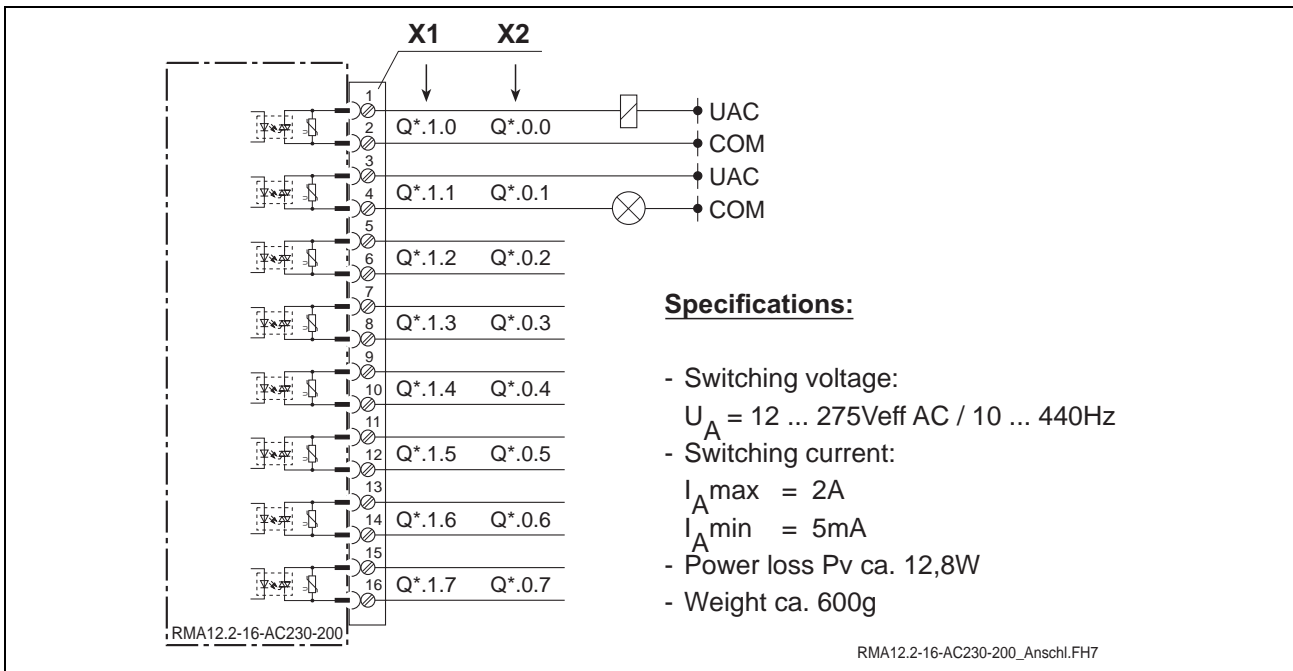 X1 X2
1
2 Q*.1.0 Q*.0.0
UAC
COM
3
4 Q*.1.1 Q*.0.1
UAC
COM
5
6 Q*.1.2 Q*.0.2
7
8 Q*.1.3 Q*.0.3
9
10 Q*.1.4 Q*.0.4
11
12 Q*.1.5 Q*.0.5
13
14 Q*.1.6 Q*.0.6
15
16 Q*.1.7 Q*.0.7
U
U
U
U
U
U
U
U
RMA12.2-16-AC230-200
Specifications:
- Switching voltage:
UA = 12 ... 275Veff AC / 10 ... 440Hz
- Switching current:
IAmax = 2A
IAmin = 5mA
- Power loss Pv ca. 12,8W
- Weight ca. 600g
RMA12.2-16-AC230-200_Anschl.FH7